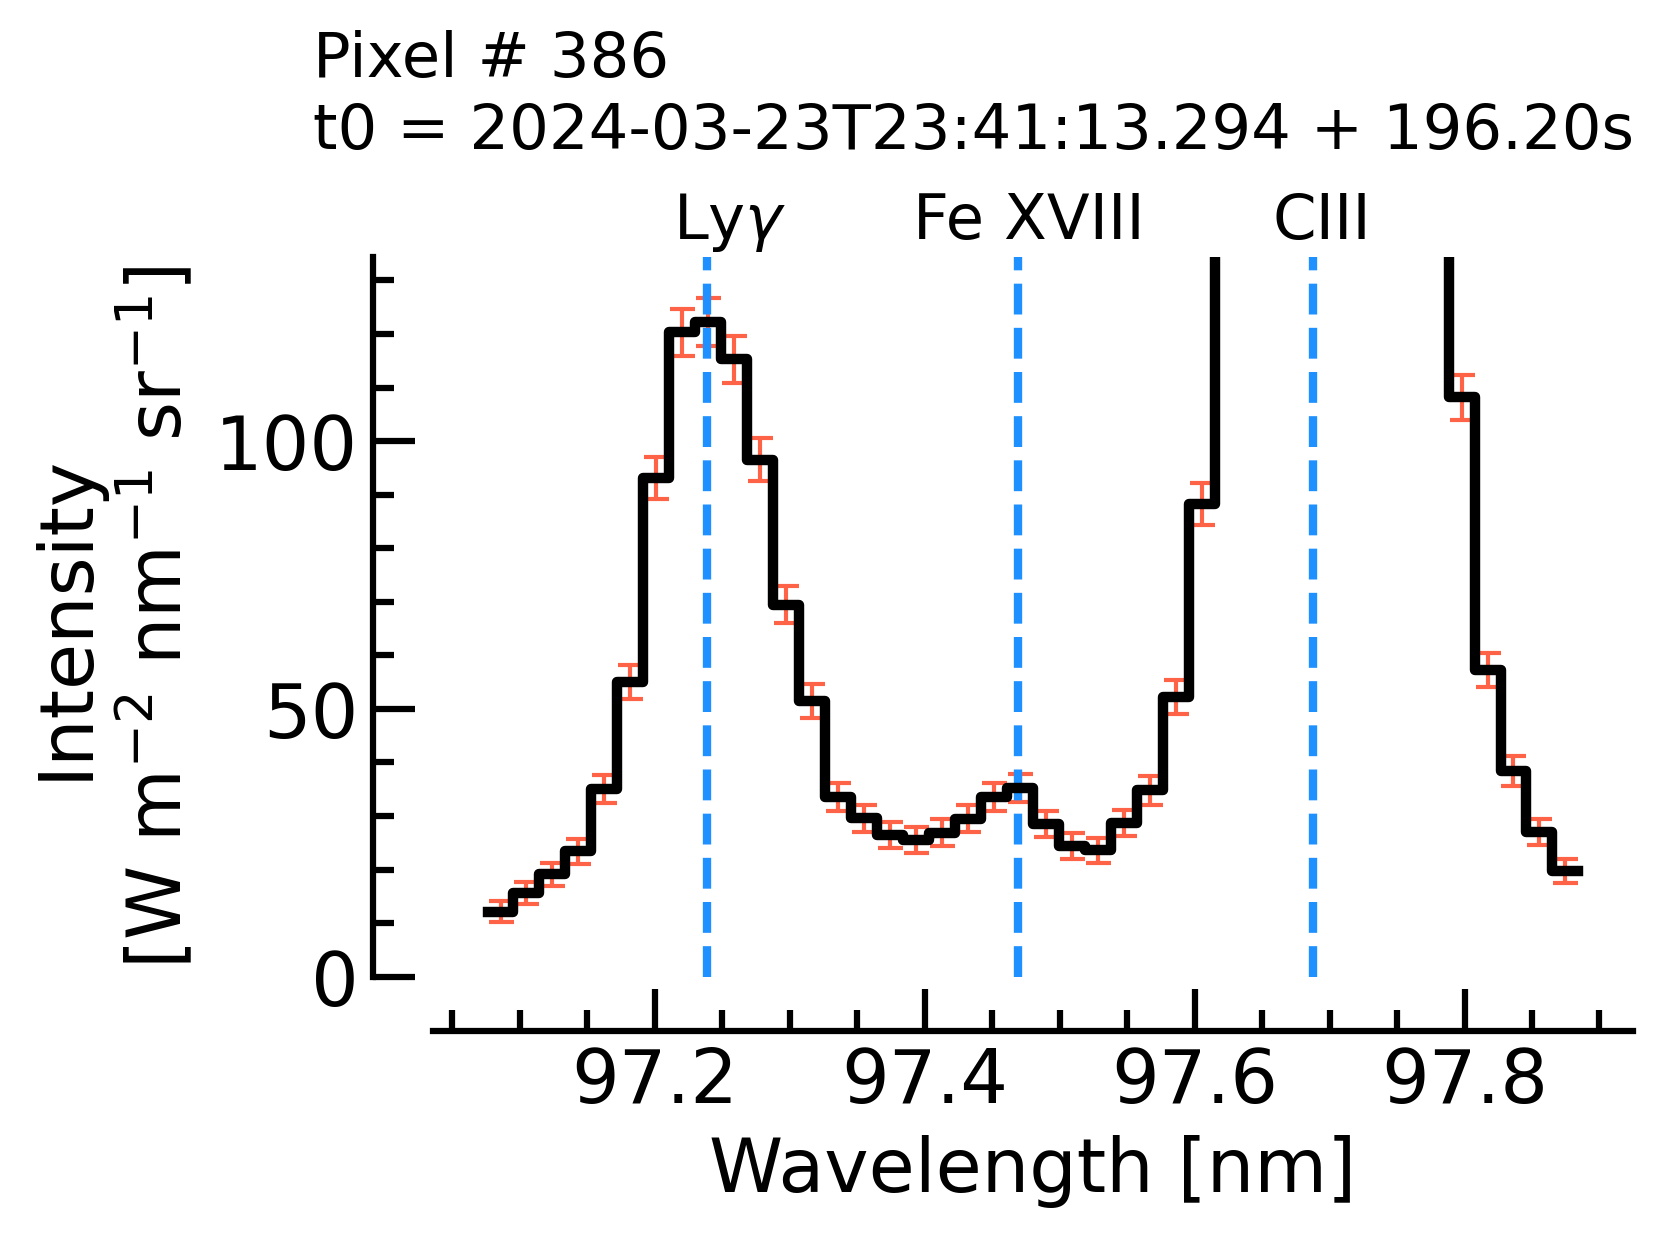 Pixel # 386
t0 = 2024-03-23T23:41:13.294 + 196.20s
Lyγ Fe XVIII CIII
Intensity
[W m⁻² nm⁻¹ sr⁻¹]
100
50
0
97.2 97.4 97.6 97.8
Wavelength [nm]